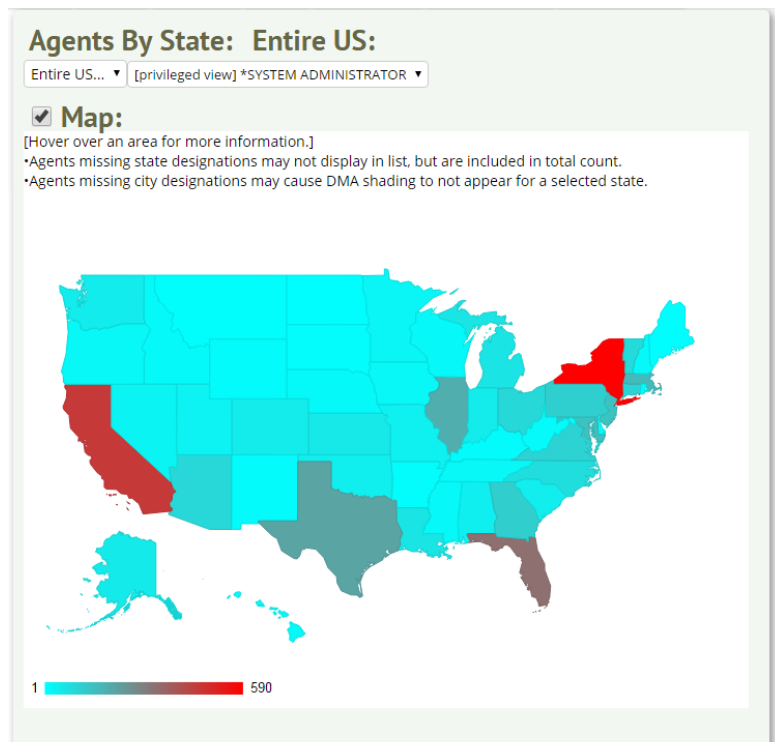 Agents By State: Entire US:
Entire US... ▼ [privileged view] *SYSTEM ADMINISTRATOR ▼
Map:
[Hover over an area for more information.]
•Agents missing state designations may not display in list, but are included in total count.
•Agents missing city designations may cause DMA shading to not appear for a selected state.
1 590